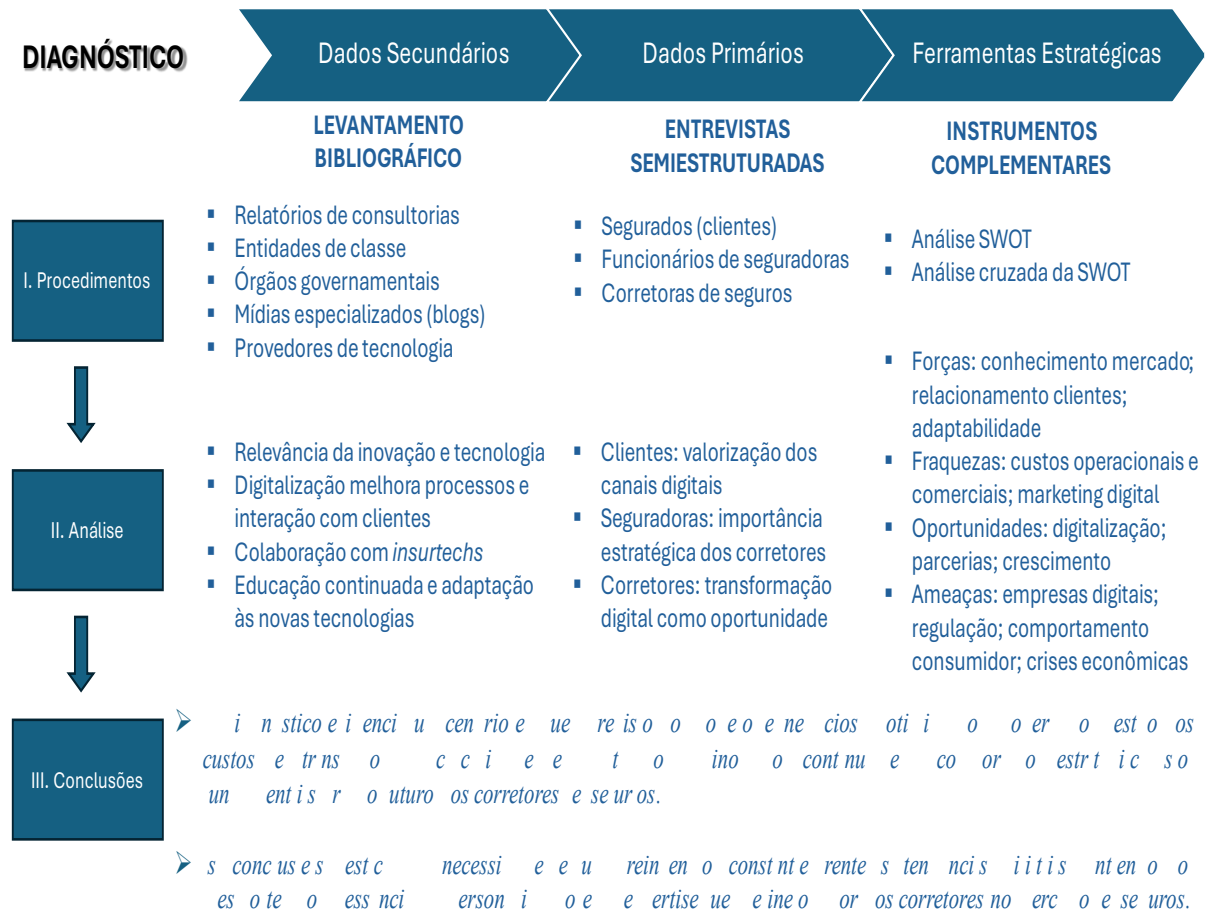 DIAGNÓSTICO
Dados Secundários
Dados Primários
Ferramentas Estratégicas
LEVANTAMENTO
BIBLIOGRÁFICO
ENTREVISTAS
SEMIESTRUTURADAS
INSTRUMENTOS
COMPLEMENTARES
I. Procedimentos
▪ Relatórios de consultorias
▪ Entidades de classe
▪ Órgãos governamentais
▪ Mídias especializados (blogs)
▪ Provedores de tecnologia
▪ Segurados (clientes)
▪ Funcionários de seguradoras
▪ Corretoras de seguros
▪ Análise SWOT
▪ Análise cruzada da SWOT
II. Análise
▪ Relevância da inovação e tecnologia
▪ Digitalização melhora processos e
interação com clientes
▪ Colaboração com insurtechs
▪ Educação continuada e adaptação
às novas tecnologias
▪ Clientes: valorização dos
canais digitais
▪ Seguradoras: importância
estratégica dos corretores
▪ Corretores: transformação
digital como oportunidade
▪ Forças: conhecimento mercado;
relacionamento clientes;
adaptabilidade
▪ Fraquezas: custos operacionais e
comerciais; marketing digital
▪ Oportunidades: digitalização;
parcerias; crescimento
▪ Ameaças: empresas digitais;
regulação; comportamento
consumidor; crises econômicas
III. Conclusões
custos
os corretores
os corretores no